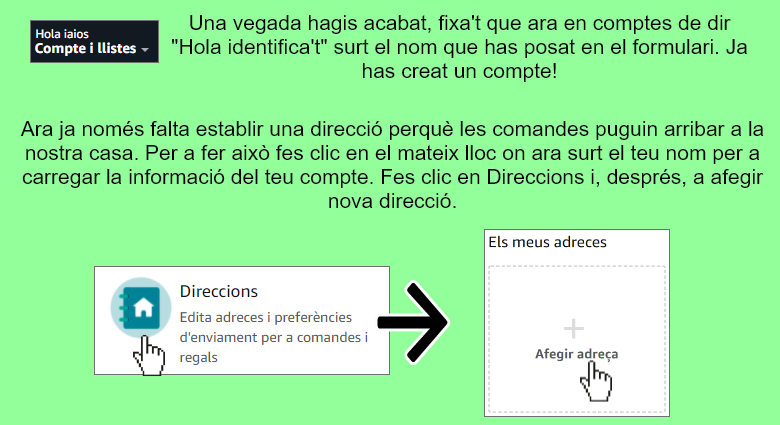 Hola iaios
Compte i llistes
Una vegada hagis acabat, fixa't que ara en comptes de dir
"Hola identifica't" surt el nom que has posat en el formulari. Ja
has creat un compte!
Ara ja només falta establir una direcció perquè les comandes puguin arribar a la
nostra casa. Per a fer això fes clic en el mateix lloc on ara surt el teu nom per a
carregar la informació del teu compte. Fes clic en Direccions i, després, a afegir
nova direcció.
Direccions
Edita adreces i preferències
d'enviament per a comandes i
regals
Els meus adreces
Afegir adreça